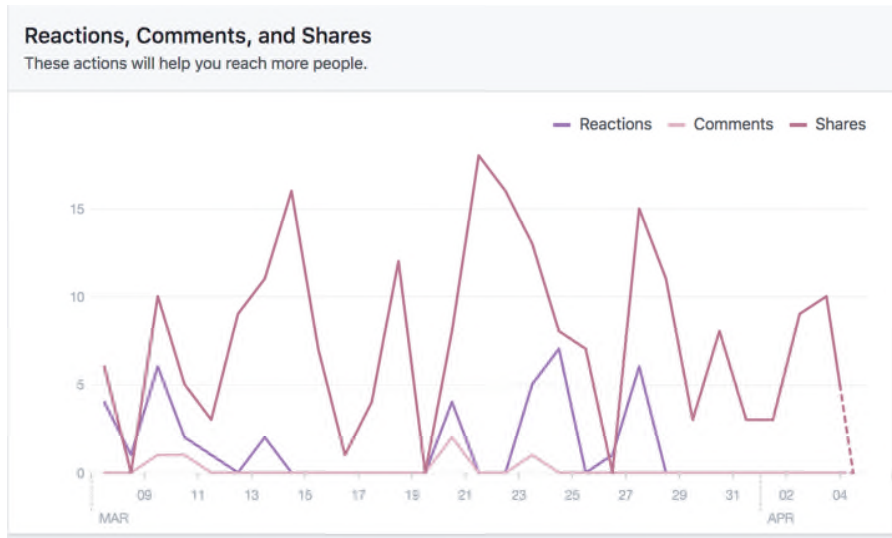 Reactions, Comments, and Shares
These actions will help you reach more people.
Reactions Comments Shares
15
10
5
0
09 11 13 15 17 19 21 23 25 27 29 31 02 04
MAR APR